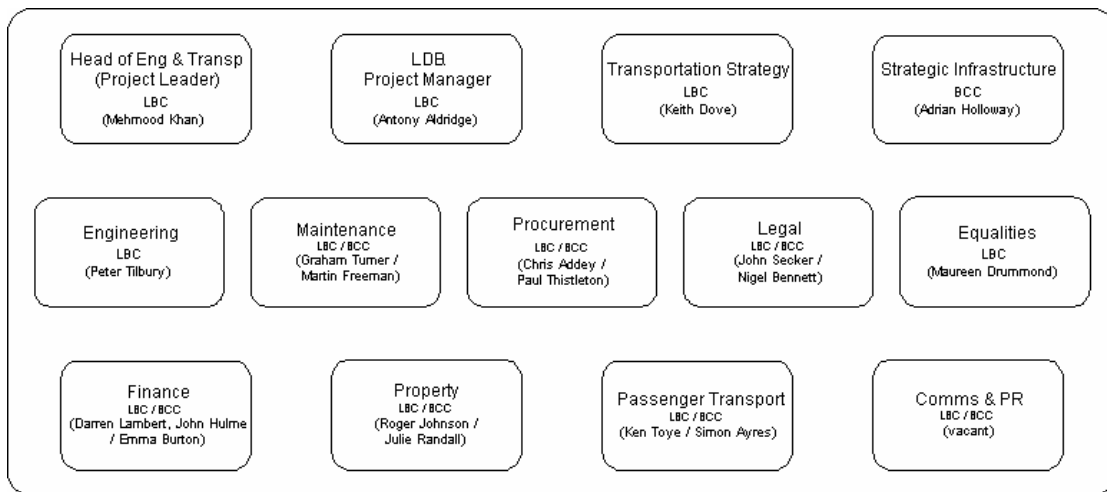 Head of Eng & Transp
(Project Leader)
LBC
(Mehmood Khan)
LDB
Project Manager
LBC
(Antony Aldridge)
Transportation Strategy
LBC
(Keith Dove)
Strategic Infrastructure
BCC
(Adrian Holloway)
Engineering
LBC
(Peter Tilbury)
Maintenance
LBC / BCC
(Graham Turner /
Martin Freeman)
Procurement
LBC / BCC
(Chris Addey /
Paul Thistleton)
Legal
LBC / BCC
(John Secker /
Nigel Bennett)
Equalities
LBC
(Maureen Drummond)
Finance
LBC / BCC
(Darren Lambert, John Hulme
/ Emma Burton)
Property
LBC / BCC
(Roger Johnson /
Julie Randall)
Passenger Transport
LBC / BCC
(Ken Toye / Simon Ayres)
Comms & PR
LBC / BCC
(vacant)